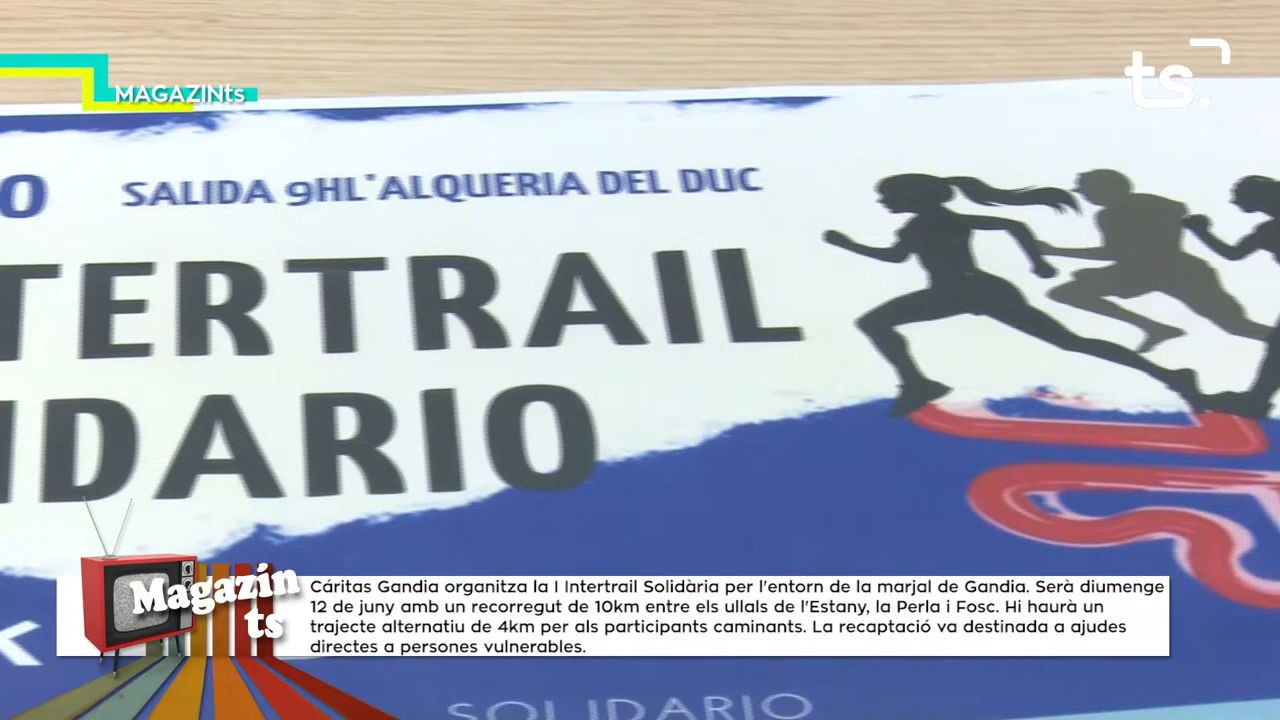 MAGAZINts
ts.
SALIDA 9HL'ALQUERIA DEL DUC
TERTRAIL
IDARIO
Magazin
ts
Cáritas Gandia organitza la I Intertrail Solidària per l'entorn de la marjal de Gandia. Serà diumenge
12 de juny amb un recorregut de 10km entre els ullals de l'Estany, la Perla i Fosc. Hi haurà un
trajecte alternatiu de 4km per als participants caminants. La recaptació va destinada a ajudes
directes a persones vulnerables.
SOLIDARIO